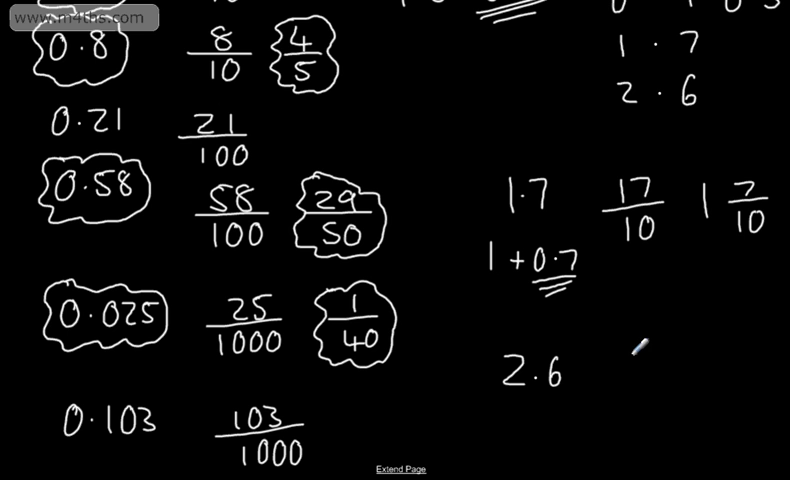 www.m4ths.com
0.8 8/10 4/5
0.21 21/100
0.58 58/100 29/50
0.025 25/1000 1/40
0.103 103/1000
1.7
2.6
1.7 17/10 1 7/10
1 + 0.7
2.6
Extend Page